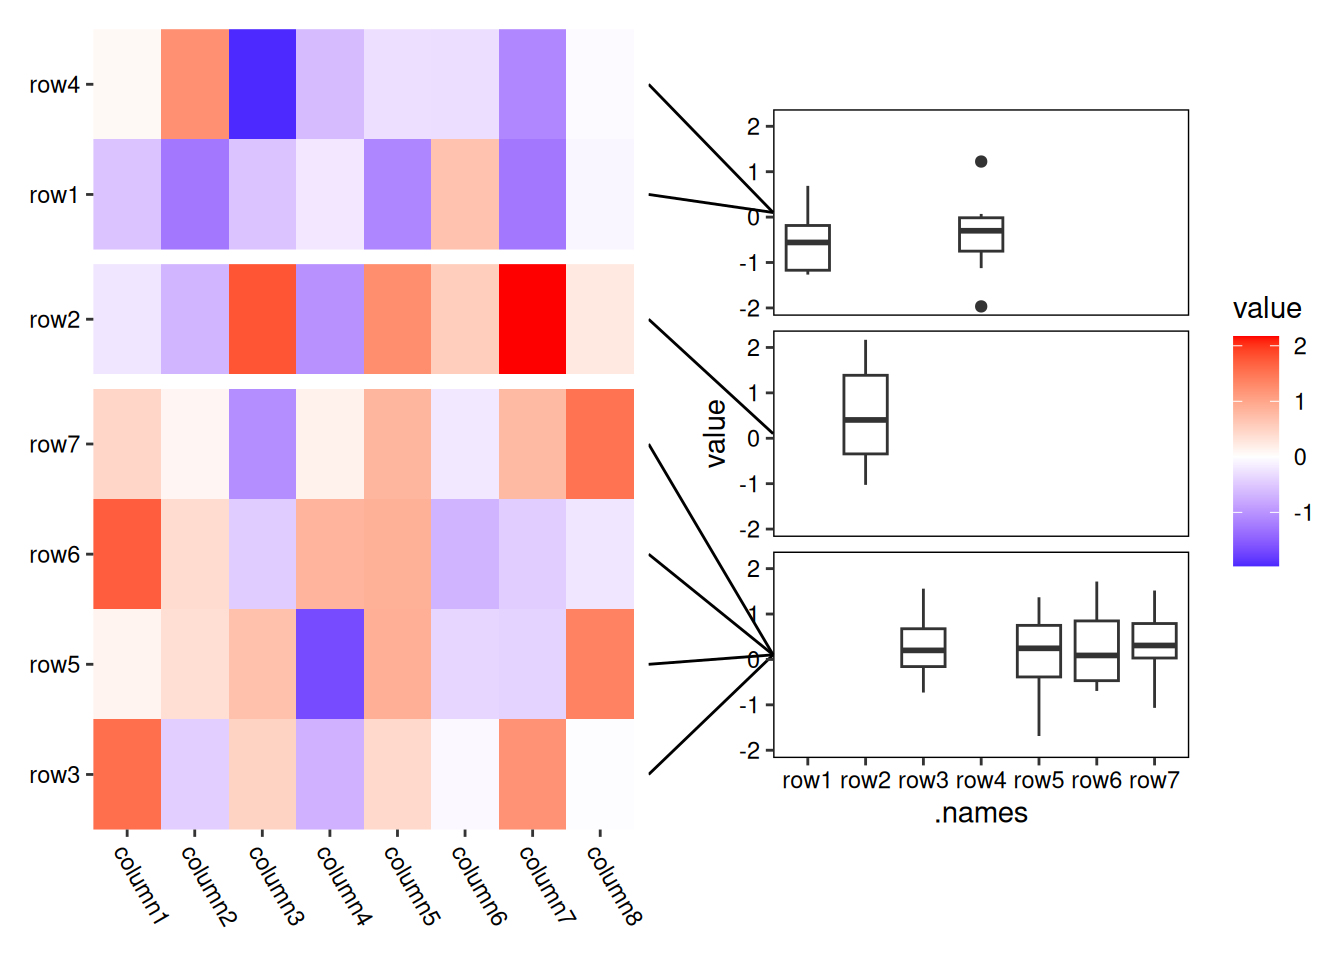 row4
row1
row2
row7
row6
row5
row3
column1
column2
column3
column4
column5
column6
column7
column8
value
2
1
0
-1
-2
2
1
0
-1
-2
2
1
0
-1
-2
row1 row2 row3 row4 row5 row6 row7
.names
value
2
1
0
-1